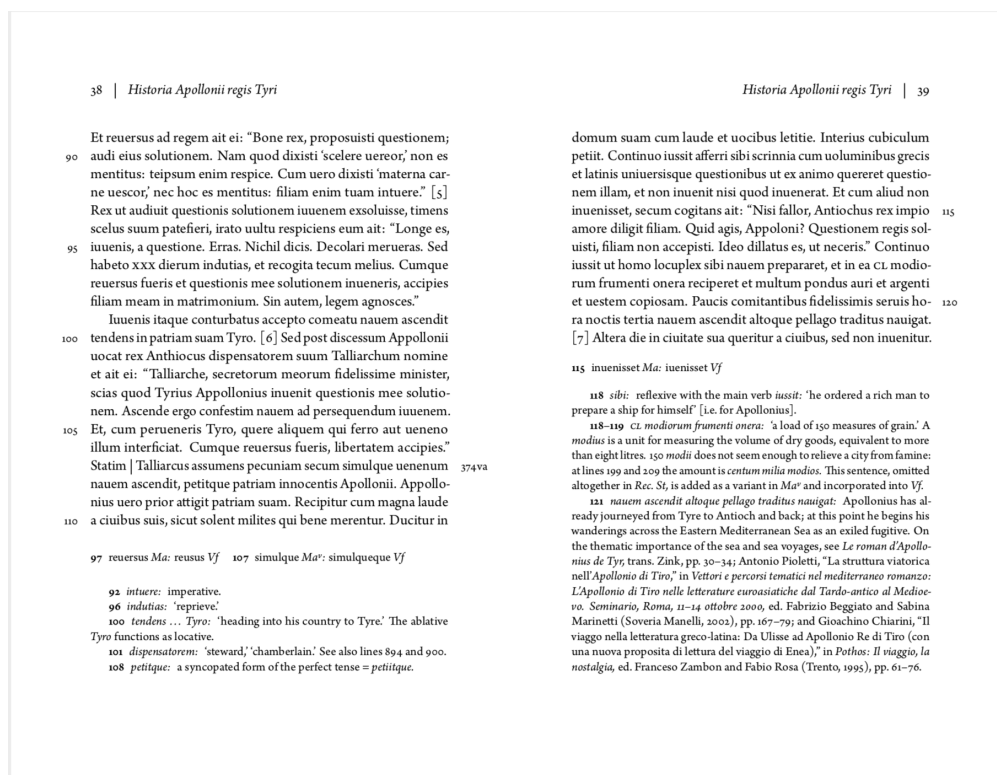 38 | Historia Apollonii regis Tyri
Et reuersus ad regem ait ei: “Bone rex, proposuisti questionem;
90 audi eius solutionem. Nam quod dixisti ‘scelere uereor,’ non es
mentitus: teipsum enim respice. Cum uero dixisti ‘materna car-
ne uescor,’ nec hoc es mentitus: filiam enim tuam intuere.” [5]
Rex ut audiuit questionis solutionem iuuenem exsoluisse, timens
scelus suum patefieri, irato uultu respiciens eum ait: “Longe es,
95 iuuenis, a questione. Erras. Nichil dicis. Decolari merueras. Sed
habeto xxx dierum indutias, et recogita tecum melius. Cumque
reuersus fueris et questionis mee solutionem inueneris, accipies
filiam meam in matrimonium. Sin autem, legem agnosces.”
Iuuenis itaque conturbatus accepto comeatu nauem ascendit
100 tendens in patriam suam Tyro. [6] Sed post discessum Appollonii
uocat rex Anthiocus dispensatorem suum Talliarchum nomine
et ait ei: “Talliarche, secretorum meorum fidelissime minister,
scias quod Tyrius Appollonius inuenit questionis mee solutio-
nem. Ascende ergo confestim nauem ad persequendum iuuenem.
105 Et, cum perueneris Tyro, quere aliquem qui ferro aut ueneno
illum interficiat. Cumque reuersus fueris, libertatem accipies.”
Statim | Talliarcus assumens pecuniam secum simulque uenenum 374va
nauem ascendit, petitque patriam innocentis Apollonii. Appollo-
nius uero prior attigit patriam suam. Recipitur cum magna laude
110 a ciuibus suis, sicut solent milites qui bene merentur. Ducitur in
97 reuersus Ma: reusus Vf 107 simulque Maᵛ: simulqueque Vf
92 intuere: imperative.
96 indutias: ‘reprieve.’
100 tendens … Tyro: ‘heading into his country to Tyre.’ The ablative
Tyro functions as locative.
101 dispensatorem: ‘steward,’ ‘chamberlain.’ See also lines 894 and 900.
108 petitque: a syncopated form of the perfect tense = petiitque.
Historia Apollonii regis Tyri | 39
domum suam cum laude et uocibus letitie. Interius cubiculum
petiit. Continuo iussit afferri sibi scrinnia cum uoluminibus grecis
et latinis uniuersisque questionibus ut ex animo quereret questio-
nem illam, et non inuenit nisi quod inuenerat. Et cum aliud non
inuenisset, secum cogitans ait: “Nisi fallor, Antiochus rex impio 115
amore diligit filiam. Quid agis, Appoloni? Questionem regis sol-
uisti, filiam non accepisti. Ideo dillatus es, ut neceris.” Continuo
iussit ut homo locuplex sibi nauem prepararet, et in ea CL modio-
rum frumenti onera reciperet et multum pondus auri et argenti
et uestem copiosam. Paucis comitantibus fidelissimis seruis ho- 120
ra noctis tertia nauem ascendit altoque pellago traditus nauigat.
[7] Altera die in ciuitate sua queritur a ciuibus, sed non inuenitur.
115 inuenisset Ma: iuenisset Vf
118 sibi: reflexive with the main verb iussit: ‘he ordered a rich man to
prepare a ship for himself’ [i.e. for Apollonius].
118–119 CL modiorum frumenti onera: ‘a load of 150 measures of grain.’ A
modius is a unit for measuring the volume of dry goods, equivalent to more
than eight litres. 150 modii does not seem enough to relieve a city from famine:
at lines 199 and 209 the amount is centum milia modios. This sentence, omitted
altogether in Rec. St, is added as a variant in Maᵛ and incorporated into Vf.
121 nauem ascendit altoque pellago traditus nauigat: Apollonius has al-
ready journeyed from Tyre to Antioch and back; at this point he begins his
wanderings across the Eastern Mediterranean Sea as an exiled fugitive. On
the thematic importance of the sea and sea voyages, see Le roman d’Apollo-
nius de Tyr, trans. Zink, pp. 30–34; Antonio Pioletti, “La struttura viatorica
nell’Apollonio di Tiro,” in Vettori e percorsi tematici nel mediterraneo romanzo:
L’Apollonio di Tiro nelle letterature euroasiatiche dal Tardo-antico al Medioe-
vo. Seminario, Roma, 11–14 ottobre 2000, ed. Fabrizio Beggiato and Sabina
Marinetti (Soveria Manelli, 2002), pp. 167–79; and Gioachino Chiarini, “Il
viaggo nella letteratura greco-latina: Da Ulisse ad Apollonio Re di Tiro (con
una nuova proposita di lettura del viaggio di Enea),” in Pothos: Il viaggio, la
nostalgia, ed. Franceso Zambon and Fabio Rosa (Trento, 1995), pp. 61–76.